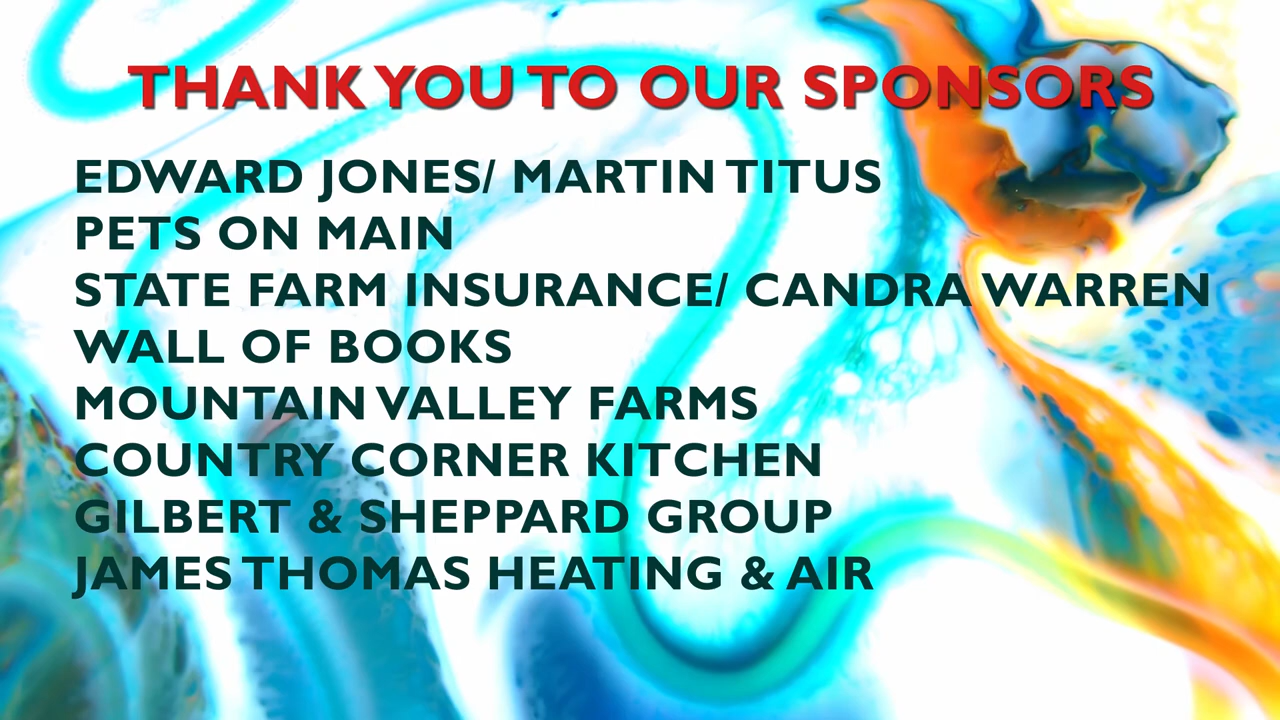 THANK YOU TO OUR SPONSORS
EDWARD JONES/ MARTIN TITUS
PETS ON MAIN
STATE FARM INSURANCE/ CANDRA WARREN
WALL OF BOOKS
MOUNTAIN VALLEY FARMS
COUNTRY CORNER KITCHEN
GILBERT & SHEPPARD GROUP
JAMES THOMAS HEATING & AIR